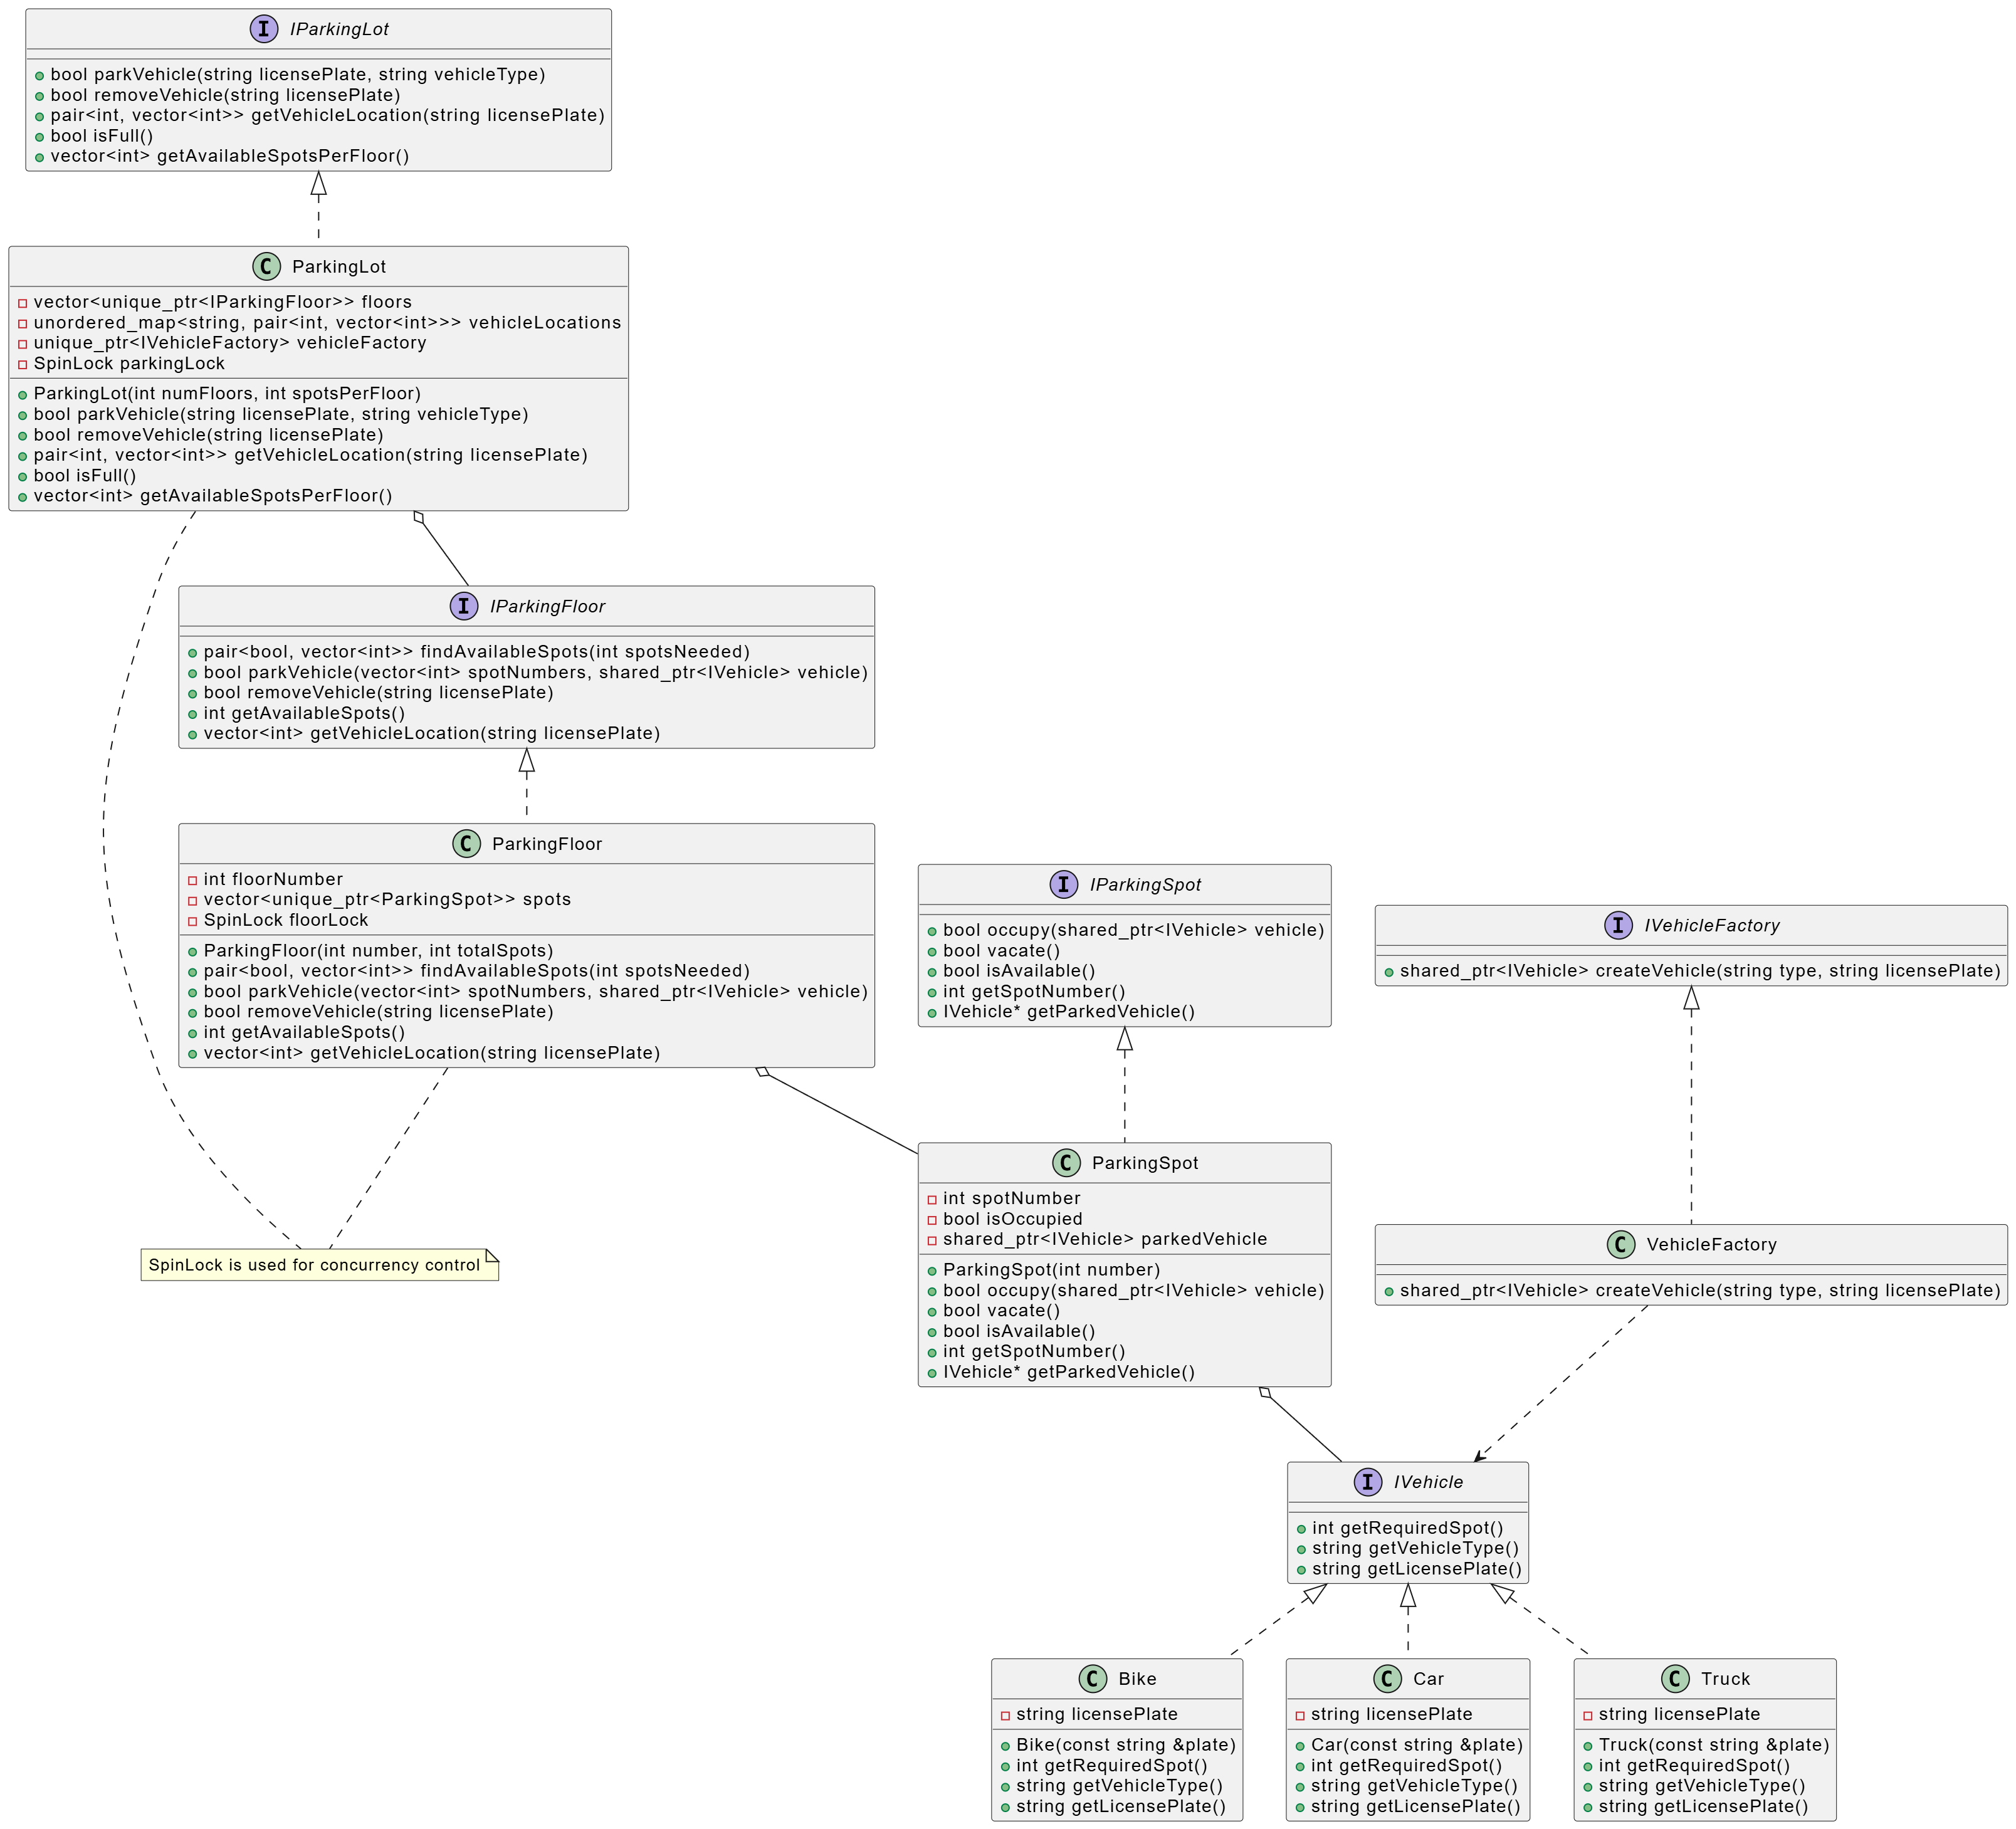 I IParkingLot
bool parkVehicle(string licensePlate, string vehicleType)
bool removeVehicle(string licensePlate)
pair<int, vector<int>> getVehicleLocation(string licensePlate)
bool isFull()
vector<int> getAvailableSpotsPerFloor()
C ParkingLot
vector<unique_ptr<IParkingFloor>> floors
unordered_map<string, pair<int, vector<int>>> vehicleLocations
unique_ptr<IVehicleFactory> vehicleFactory
SpinLock parkingLock
ParkingLot(int numFloors, int spotsPerFloor)
bool parkVehicle(string licensePlate, string vehicleType)
bool removeVehicle(string licensePlate)
pair<int, vector<int>> getVehicleLocation(string licensePlate)
bool isFull()
vector<int> getAvailableSpotsPerFloor()
I IParkingFloor
pair<bool, vector<int>> findAvailableSpots(int spotsNeeded)
bool parkVehicle(vector<int> spotNumbers, shared_ptr<IVehicle> vehicle)
bool removeVehicle(string licensePlate)
int getAvailableSpots()
vector<int> getVehicleLocation(string licensePlate)
C ParkingFloor
int floorNumber
vector<unique_ptr<ParkingSpot>> spots
SpinLock floorLock
ParkingFloor(int number, int totalSpots)
pair<bool, vector<int>> findAvailableSpots(int spotsNeeded)
bool parkVehicle(vector<int> spotNumbers, shared_ptr<IVehicle> vehicle)
bool removeVehicle(string licensePlate)
int getAvailableSpots()
vector<int> getVehicleLocation(string licensePlate)
I IParkingSpot
bool occupy(shared_ptr<IVehicle> vehicle)
bool vacate()
bool isAvailable()
int getSpotNumber()
IVehicle* getParkedVehicle()
I IVehicleFactory
shared_ptr<IVehicle> createVehicle(string type, string licensePlate)
C ParkingSpot
int spotNumber
bool isOccupied
shared_ptr<IVehicle> parkedVehicle
ParkingSpot(int number)
bool occupy(shared_ptr<IVehicle> vehicle)
bool vacate()
bool isAvailable()
int getSpotNumber()
IVehicle* getParkedVehicle()
C VehicleFactory
shared_ptr<IVehicle> createVehicle(string type, string licensePlate)
SpinLock is used for concurrency control
I IVehicle
int getRequiredSpot()
string getVehicleType()
string getLicensePlate()
C Bike
string licensePlate
Bike(const string &plate)
int getRequiredSpot()
string getVehicleType()
string getLicensePlate()
C Car
string licensePlate
Car(const string &plate)
int getRequiredSpot()
string getVehicleType()
string getLicensePlate()
C Truck
string licensePlate
Truck(const string &plate)
int getRequiredSpot()
string getVehicleType()
string getLicensePlate()